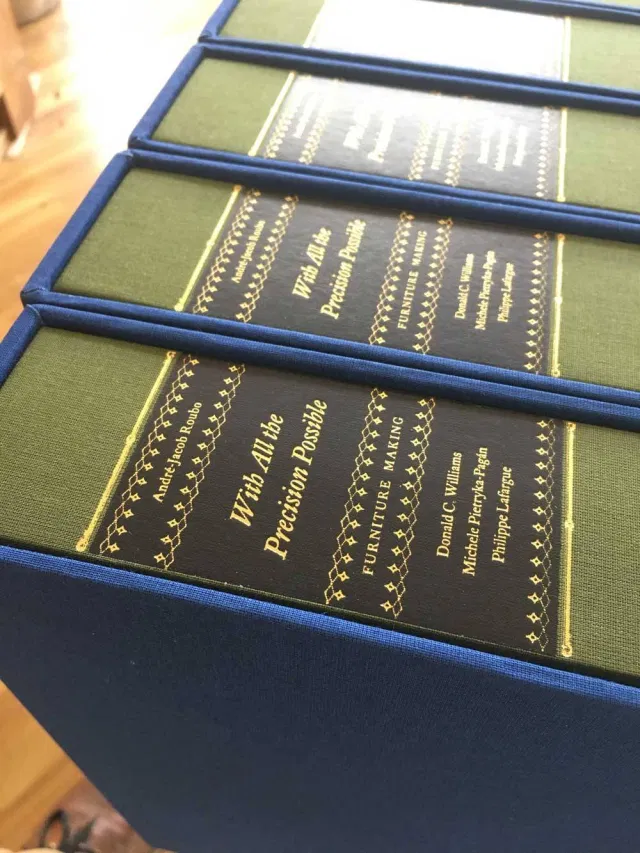 André-Jacob Roubo
With All the
Precision Possible
FURNITURE MAKING
Donald C. Williams
Michele Pietryka-Pagán
Philippe Lafargue
André-Jacob Roubo
With All the
Precision Possible
FURNITURE MAKING
Donald C. Williams
Michele Pietryka-Pagán
Philippe Lafargue